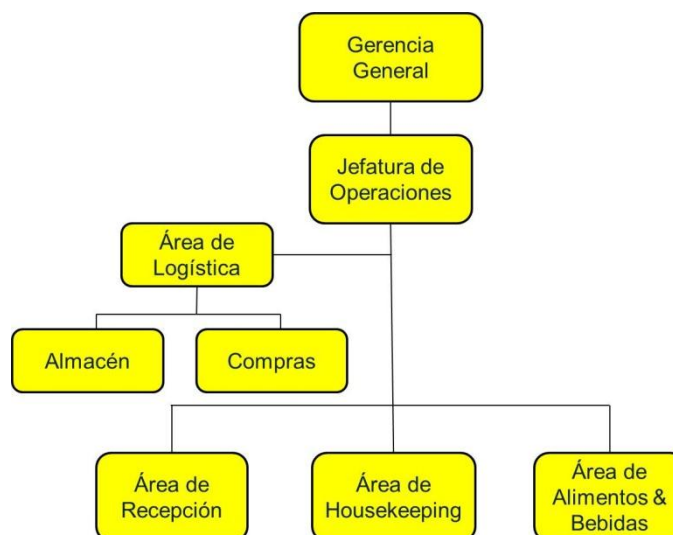 Gerencia
General
Jefatura de
Operaciones
Área de
Logística
Almacén
Compras
Área de
Recepción
Área de
Housekeeping
Área de
Alimentos &
Bebidas